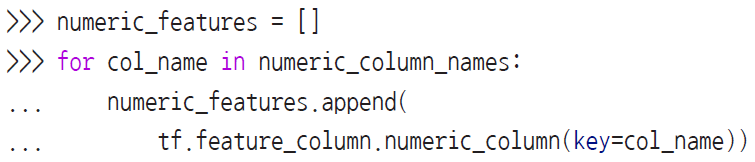 >>> numeric_features = []
>>> for col_name in numeric_column_names:
...     numeric_features.append(
...         tf.feature_column.numeric_column(key=col_name))